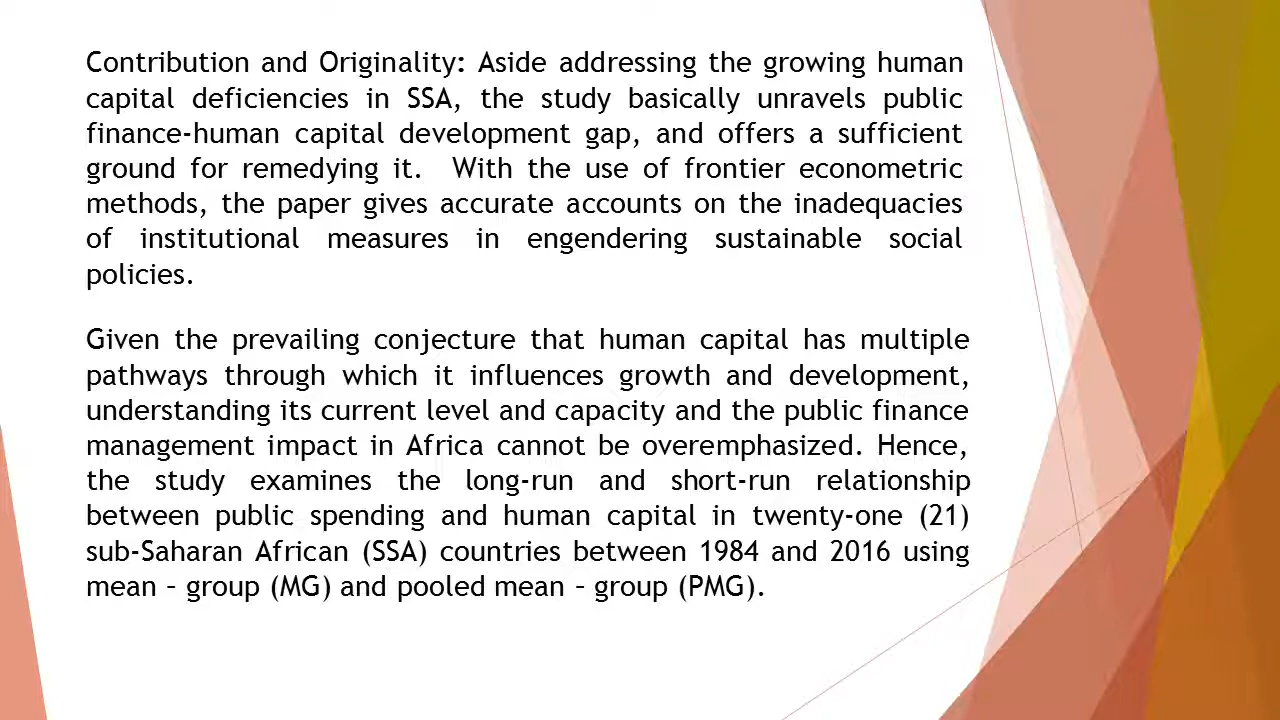 Contribution and Originality: Aside addressing the growing human
capital deficiencies in SSA, the study basically unravels public
finance-human capital development gap, and offers a sufficient
ground for remedying it. With the use of frontier econometric
methods, the paper gives accurate accounts on the inadequacies
of institutional measures in engendering sustainable social
policies.
Given the prevailing conjecture that human capital has multiple
pathways through which it influences growth and development,
understanding its current level and capacity and the public finance
management impact in Africa cannot be overemphasized. Hence,
the study examines the long-run and short-run relationship
between public spending and human capital in twenty-one (21)
sub-Saharan African (SSA) countries between 1984 and 2016 using
mean – group (MG) and pooled mean – group (PMG).